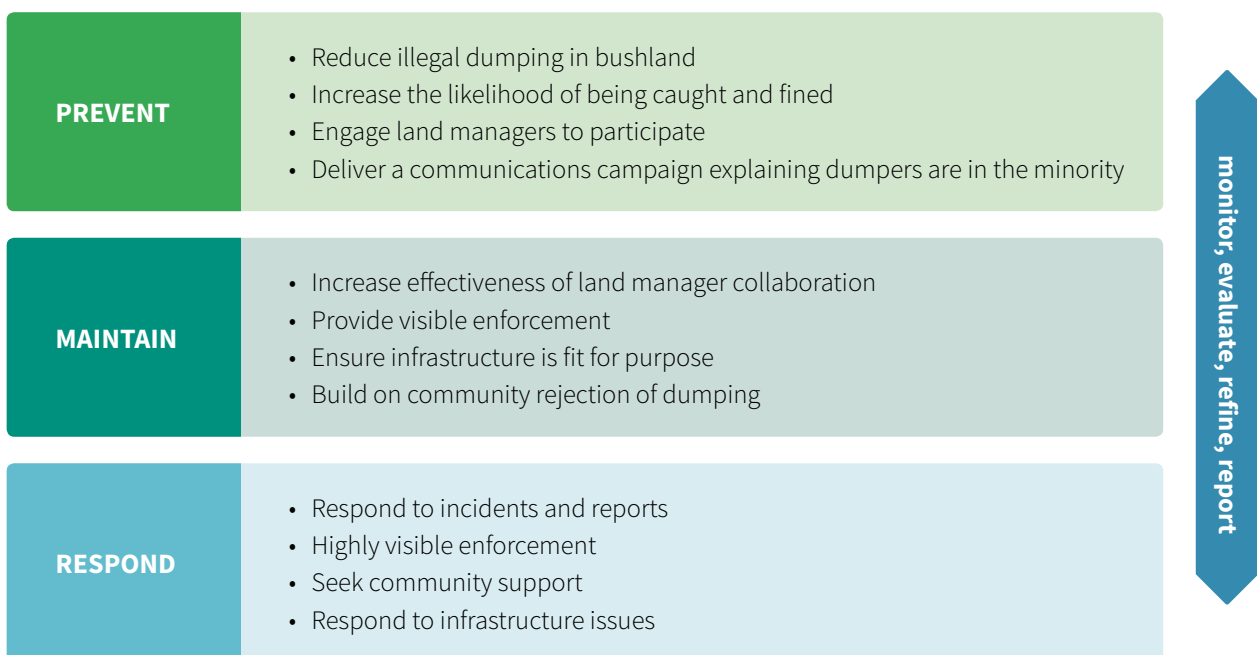 PREVENT
• Reduce illegal dumping in bushland
• Increase the likelihood of being caught and fined
• Engage land managers to participate
• Deliver a communications campaign explaining dumpers are in the minority
MAINTAIN
• Increase effectiveness of land manager collaboration
• Provide visible enforcement
• Ensure infrastructure is fit for purpose
• Build on community rejection of dumping
RESPOND
• Respond to incidents and reports
• Highly visible enforcement
• Seek community support
• Respond to infrastructure issues
monitor, evaluate, refine, report